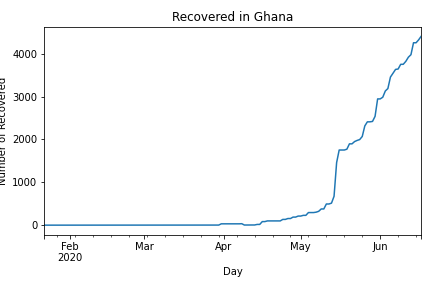 Recovered in Ghana
Number of Recovered
4000
3000
2000
1000
0
Feb
2020
Mar
Apr
May
Jun
Day